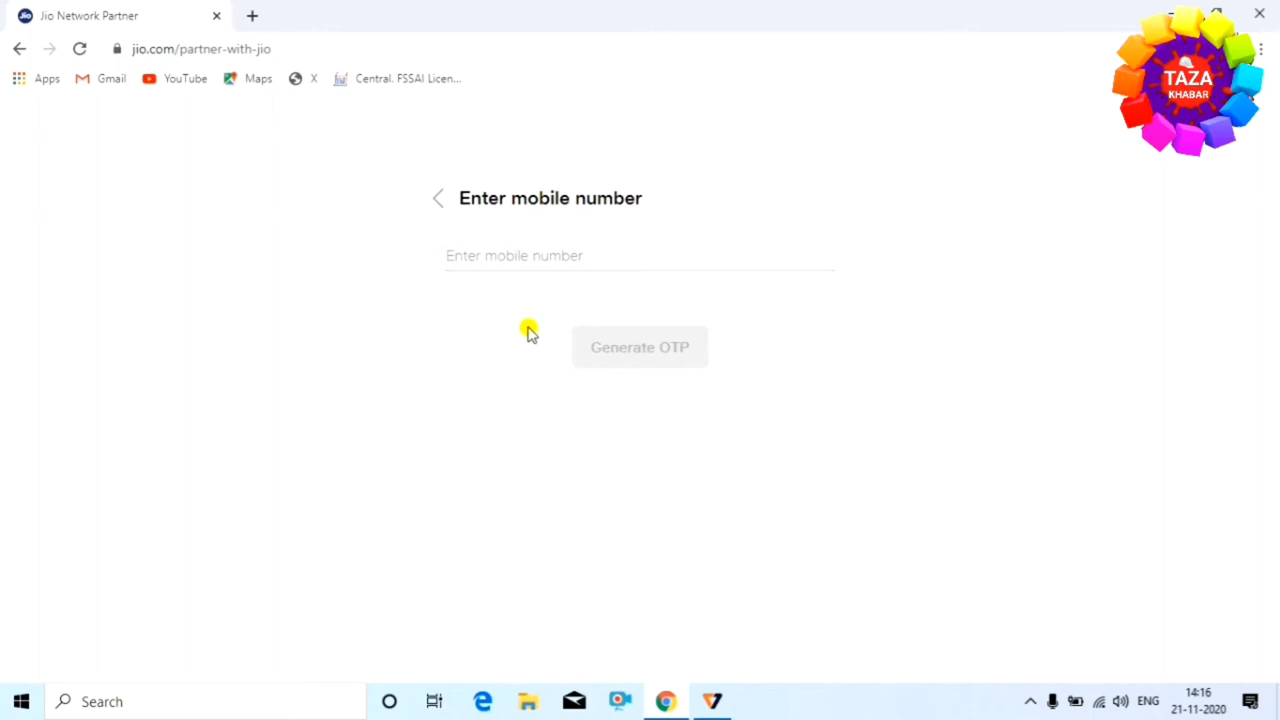 Jio Network Partner
jio.com/partner-with-jio
Apps Gmail YouTube Maps X Central. FSSAI Licen...
TAZA
KHABAR
Enter mobile number
Enter mobile number
Generate OTP
Search
ENG
14:16
21-11-2020